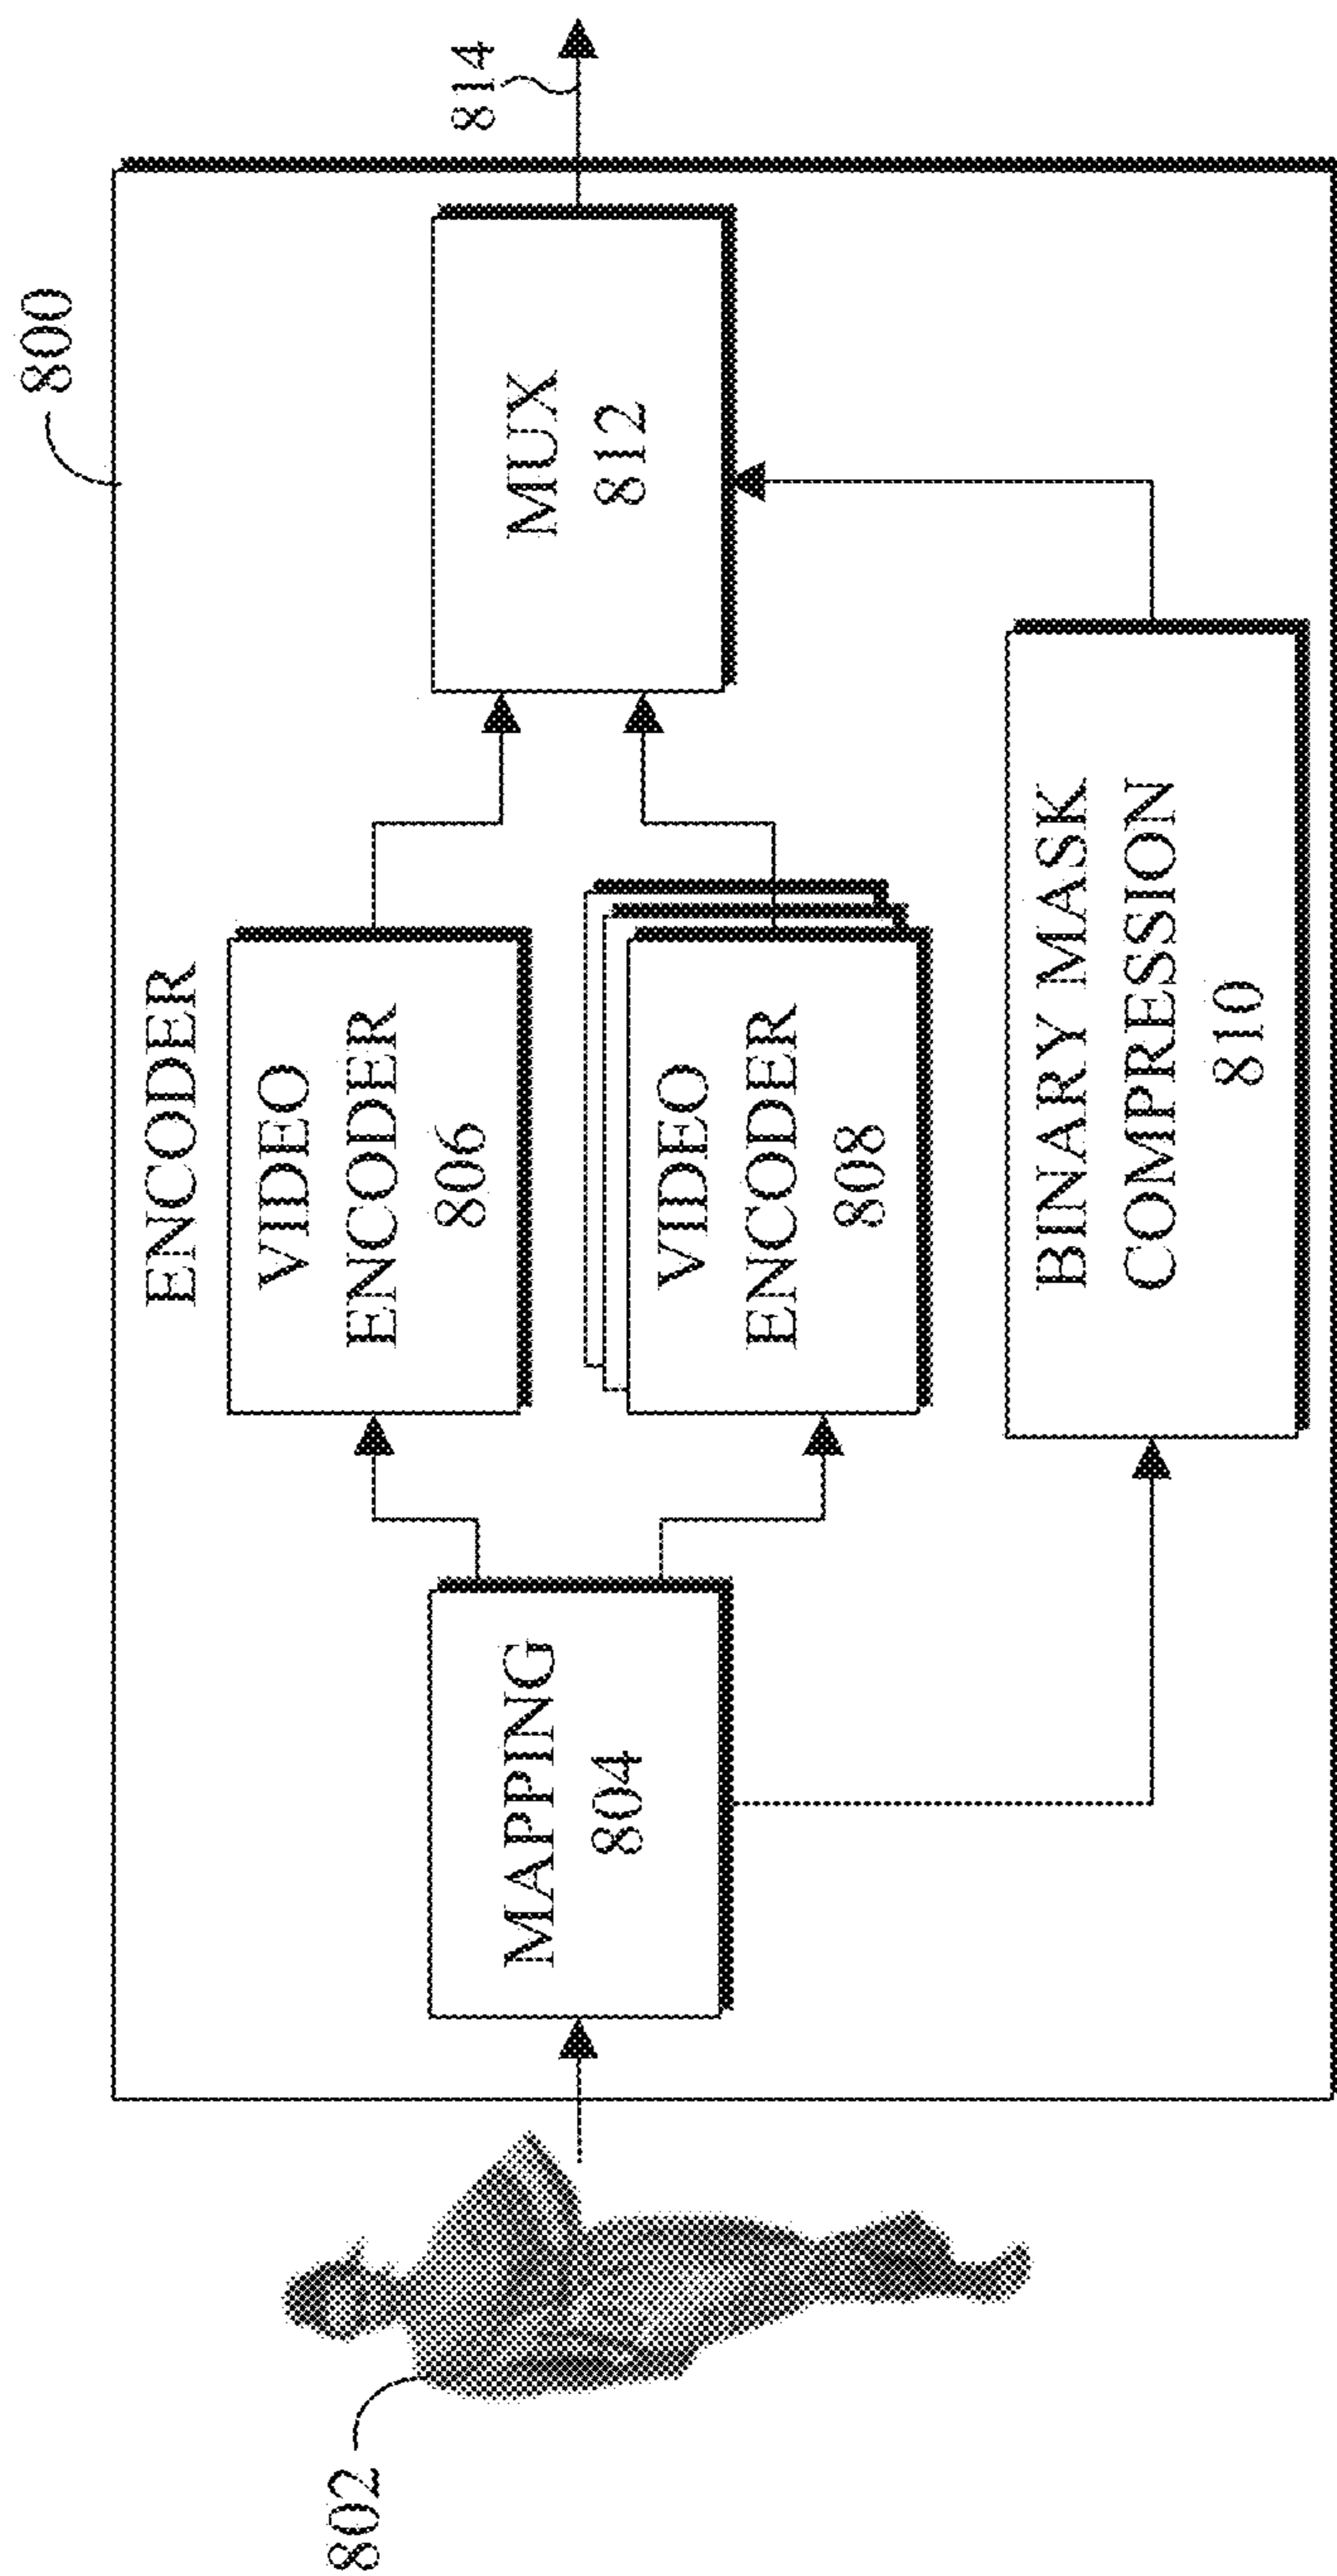 800
ENCODER
802
MAPPING
804
VIDEO
ENCODER
806
VIDEO
ENCODER
808
BINARY MASK
COMPRESSION
810
MUX
812
814